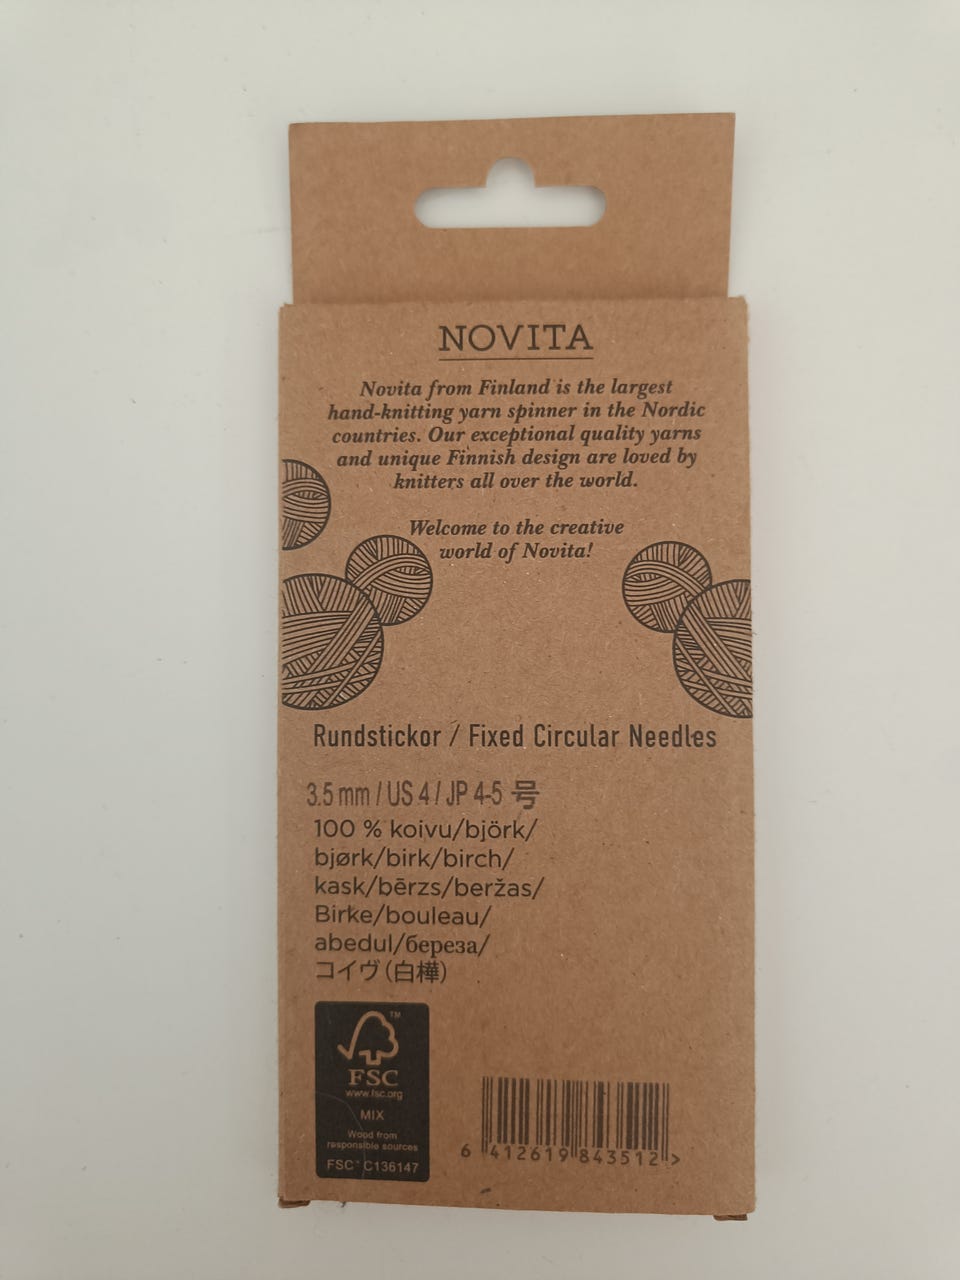 NOVITA
Novita from Finland is the largest
hand-knitting yarn spinner in the Nordic
countries. Our exceptional quality yarns
and unique Finnish design are loved by
knitters all over the world.
Welcome to the creative
world of Novita!
Rundstickor / Fixed Circular Needles
3.5 mm / US 4 / JP 4-5 号
100 % koivu/björk/
bjørk/birk/birch/
kask/bērzs/beržas/
Birke/bouleau/
abedul/береза/
コイヴ(白樺)
TM
FSC
www.fsc.org
MIX
Wood from
responsible sources
FSC® C136147
6 412619 843512 >